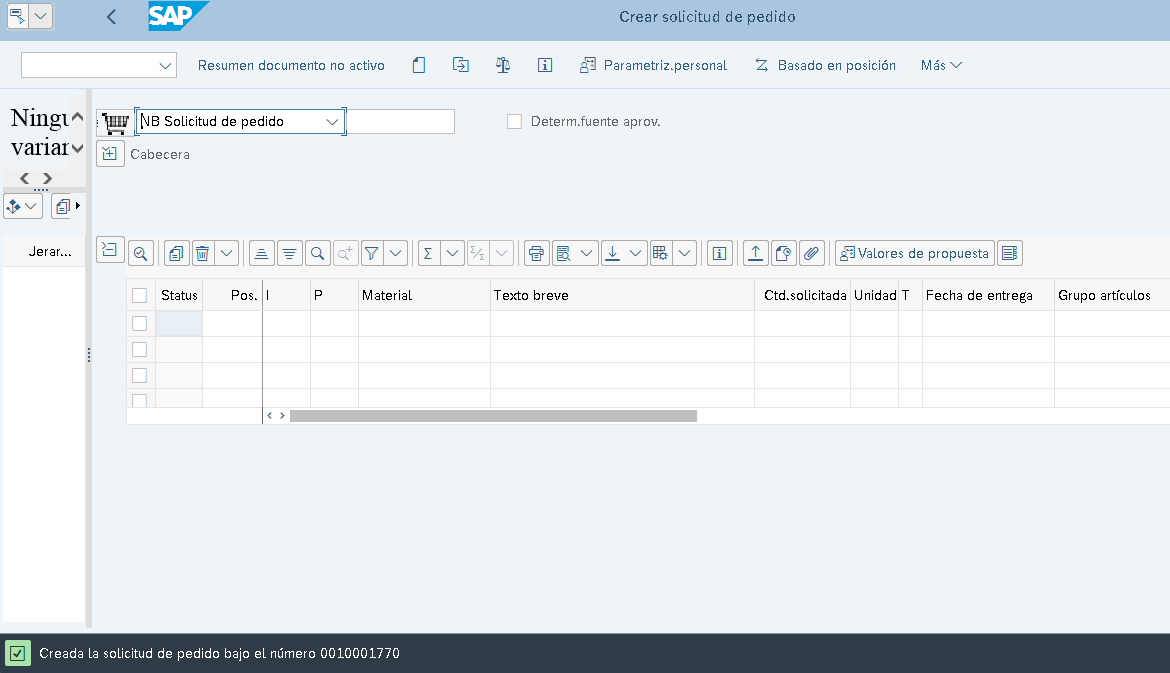 SAP
Crear solicitud de pedido
Resumen documento no activo
Parametriz.personal
Basado en posición
Más
Ningu
variar
NB Solicitud de pedido
Determ.fuente aprov.
Cabecera
Jerar...
Valores de propuesta
Status Pos. I P Material Texto breve Ctd.solicitada Unidad T Fecha de entrega Grupo artículos
Creada la solicitud de pedido bajo el número 0010001770